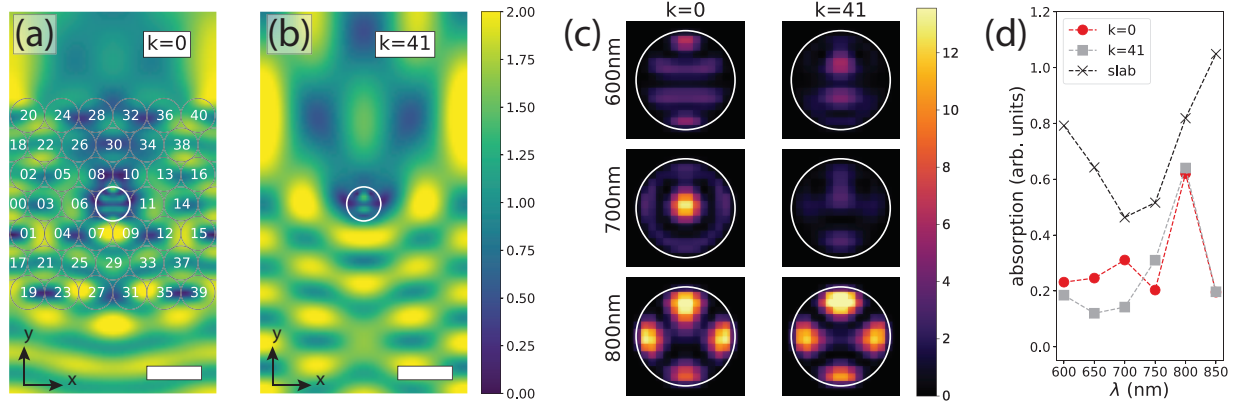 (a)
k=0
20 24 28 32 36 40
18 22 26 30 34 38
02 05 08 10 13 16
00 03 06 11 14
01 04 07 09 12 15
17 21 25 29 33 37
19 23 27 31 35 39
y
x
(b)
k=41
y
x
2.00
1.75
1.50
1.25
1.00
0.75
0.50
0.25
0.00
(c)
k=0 k=41
600nm
700nm
800nm
12
10
8
6
4
2
0
(d)
absorption (arb. units)
1.2
1.0
0.8
0.6
0.4
0.2
0.0
k=0
k=41
slab
600 650 700 750 800 850
λ (nm)